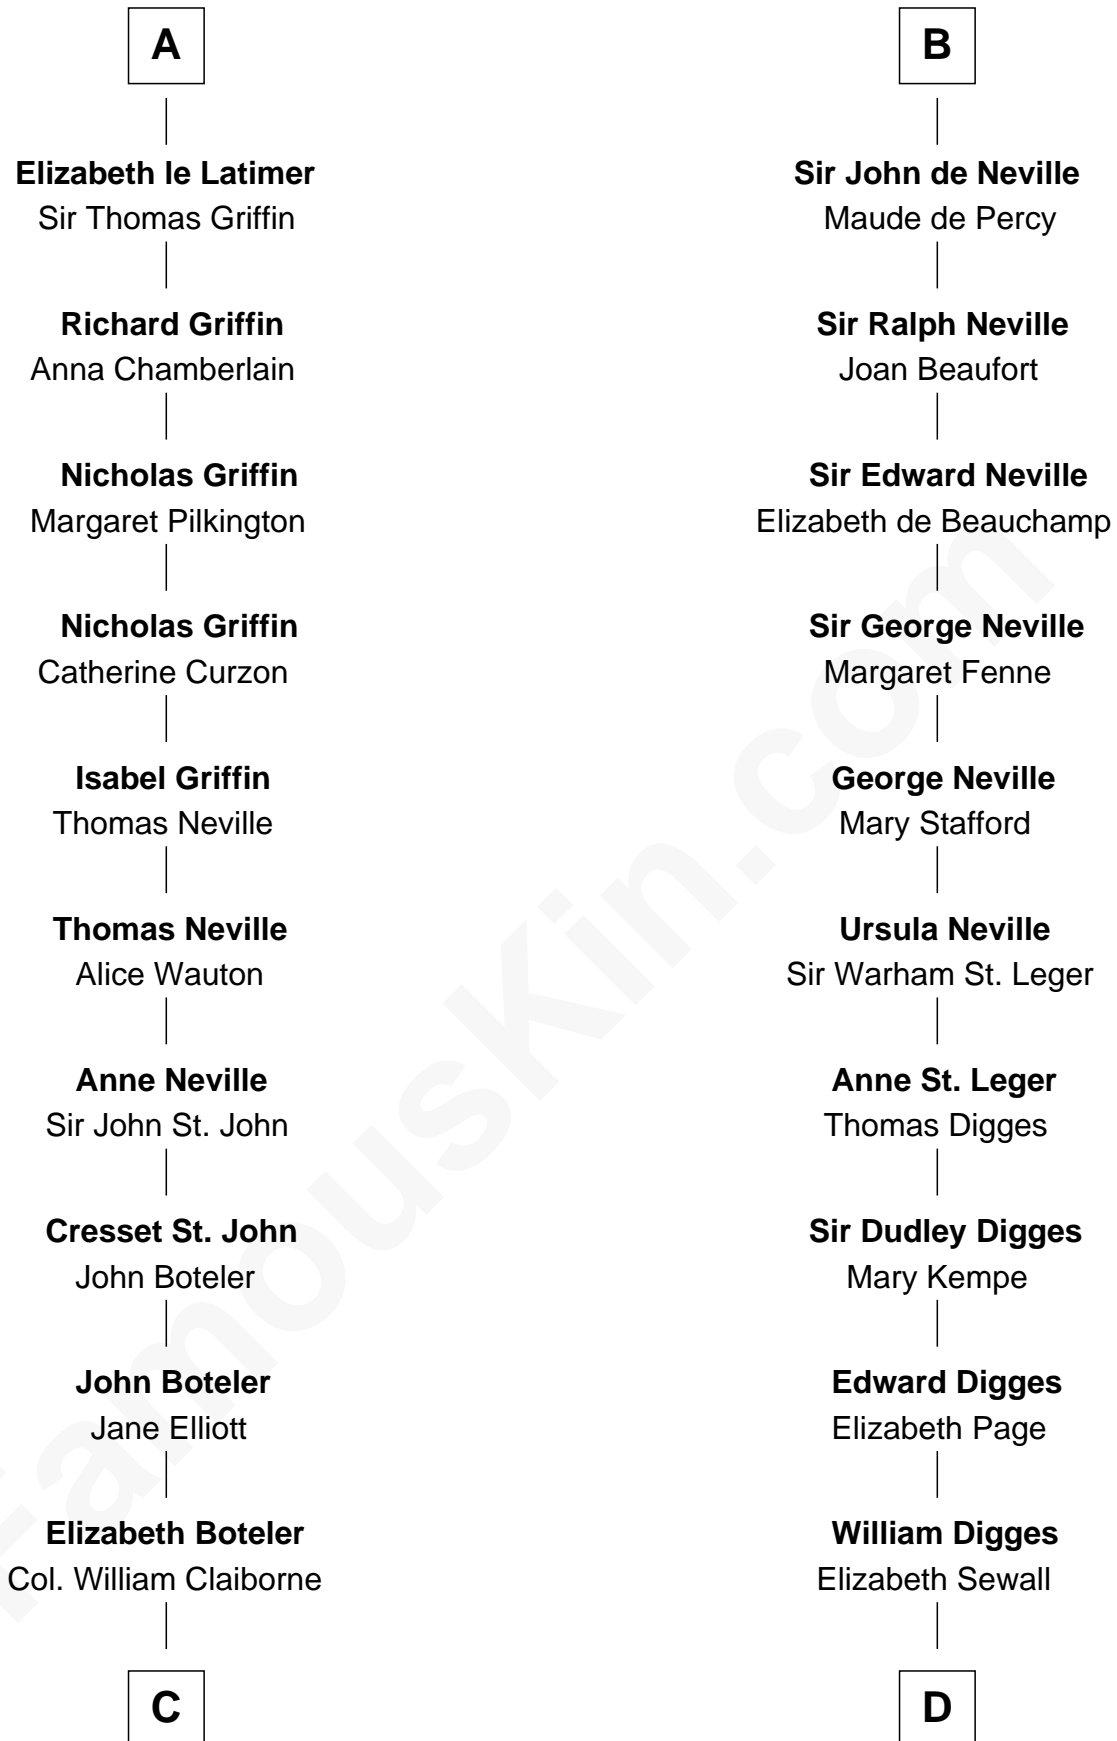 A
Elizabeth le Latimer
Sir Thomas Griffin
Richard Griffin
Anna Chamberlain
Nicholas Griffin
Margaret Pilkington
Nicholas Griffin
Catherine Curzon
Isabel Griffin
Thomas Neville
Thomas Neville
Alice Wauton
Anne Neville
Sir John St. John
Cresset St. John
John Boteler
John Boteler
Jane Elliott
Elizabeth Boteler
Col. William Claiborne
C
B
Sir John de Neville
Maude de Percy
Sir Ralph Neville
Joan Beaufort
Sir Edward Neville
Elizabeth de Beauchamp
Sir George Neville
Margaret Fenne
George Neville
Mary Stafford
Ursula Neville
Sir Warham St. Leger
Anne St. Leger
Thomas Digges
Sir Dudley Digges
Mary Kempe
Edward Digges
Elizabeth Page
William Digges
Elizabeth Sewall
D
FamousKin.com